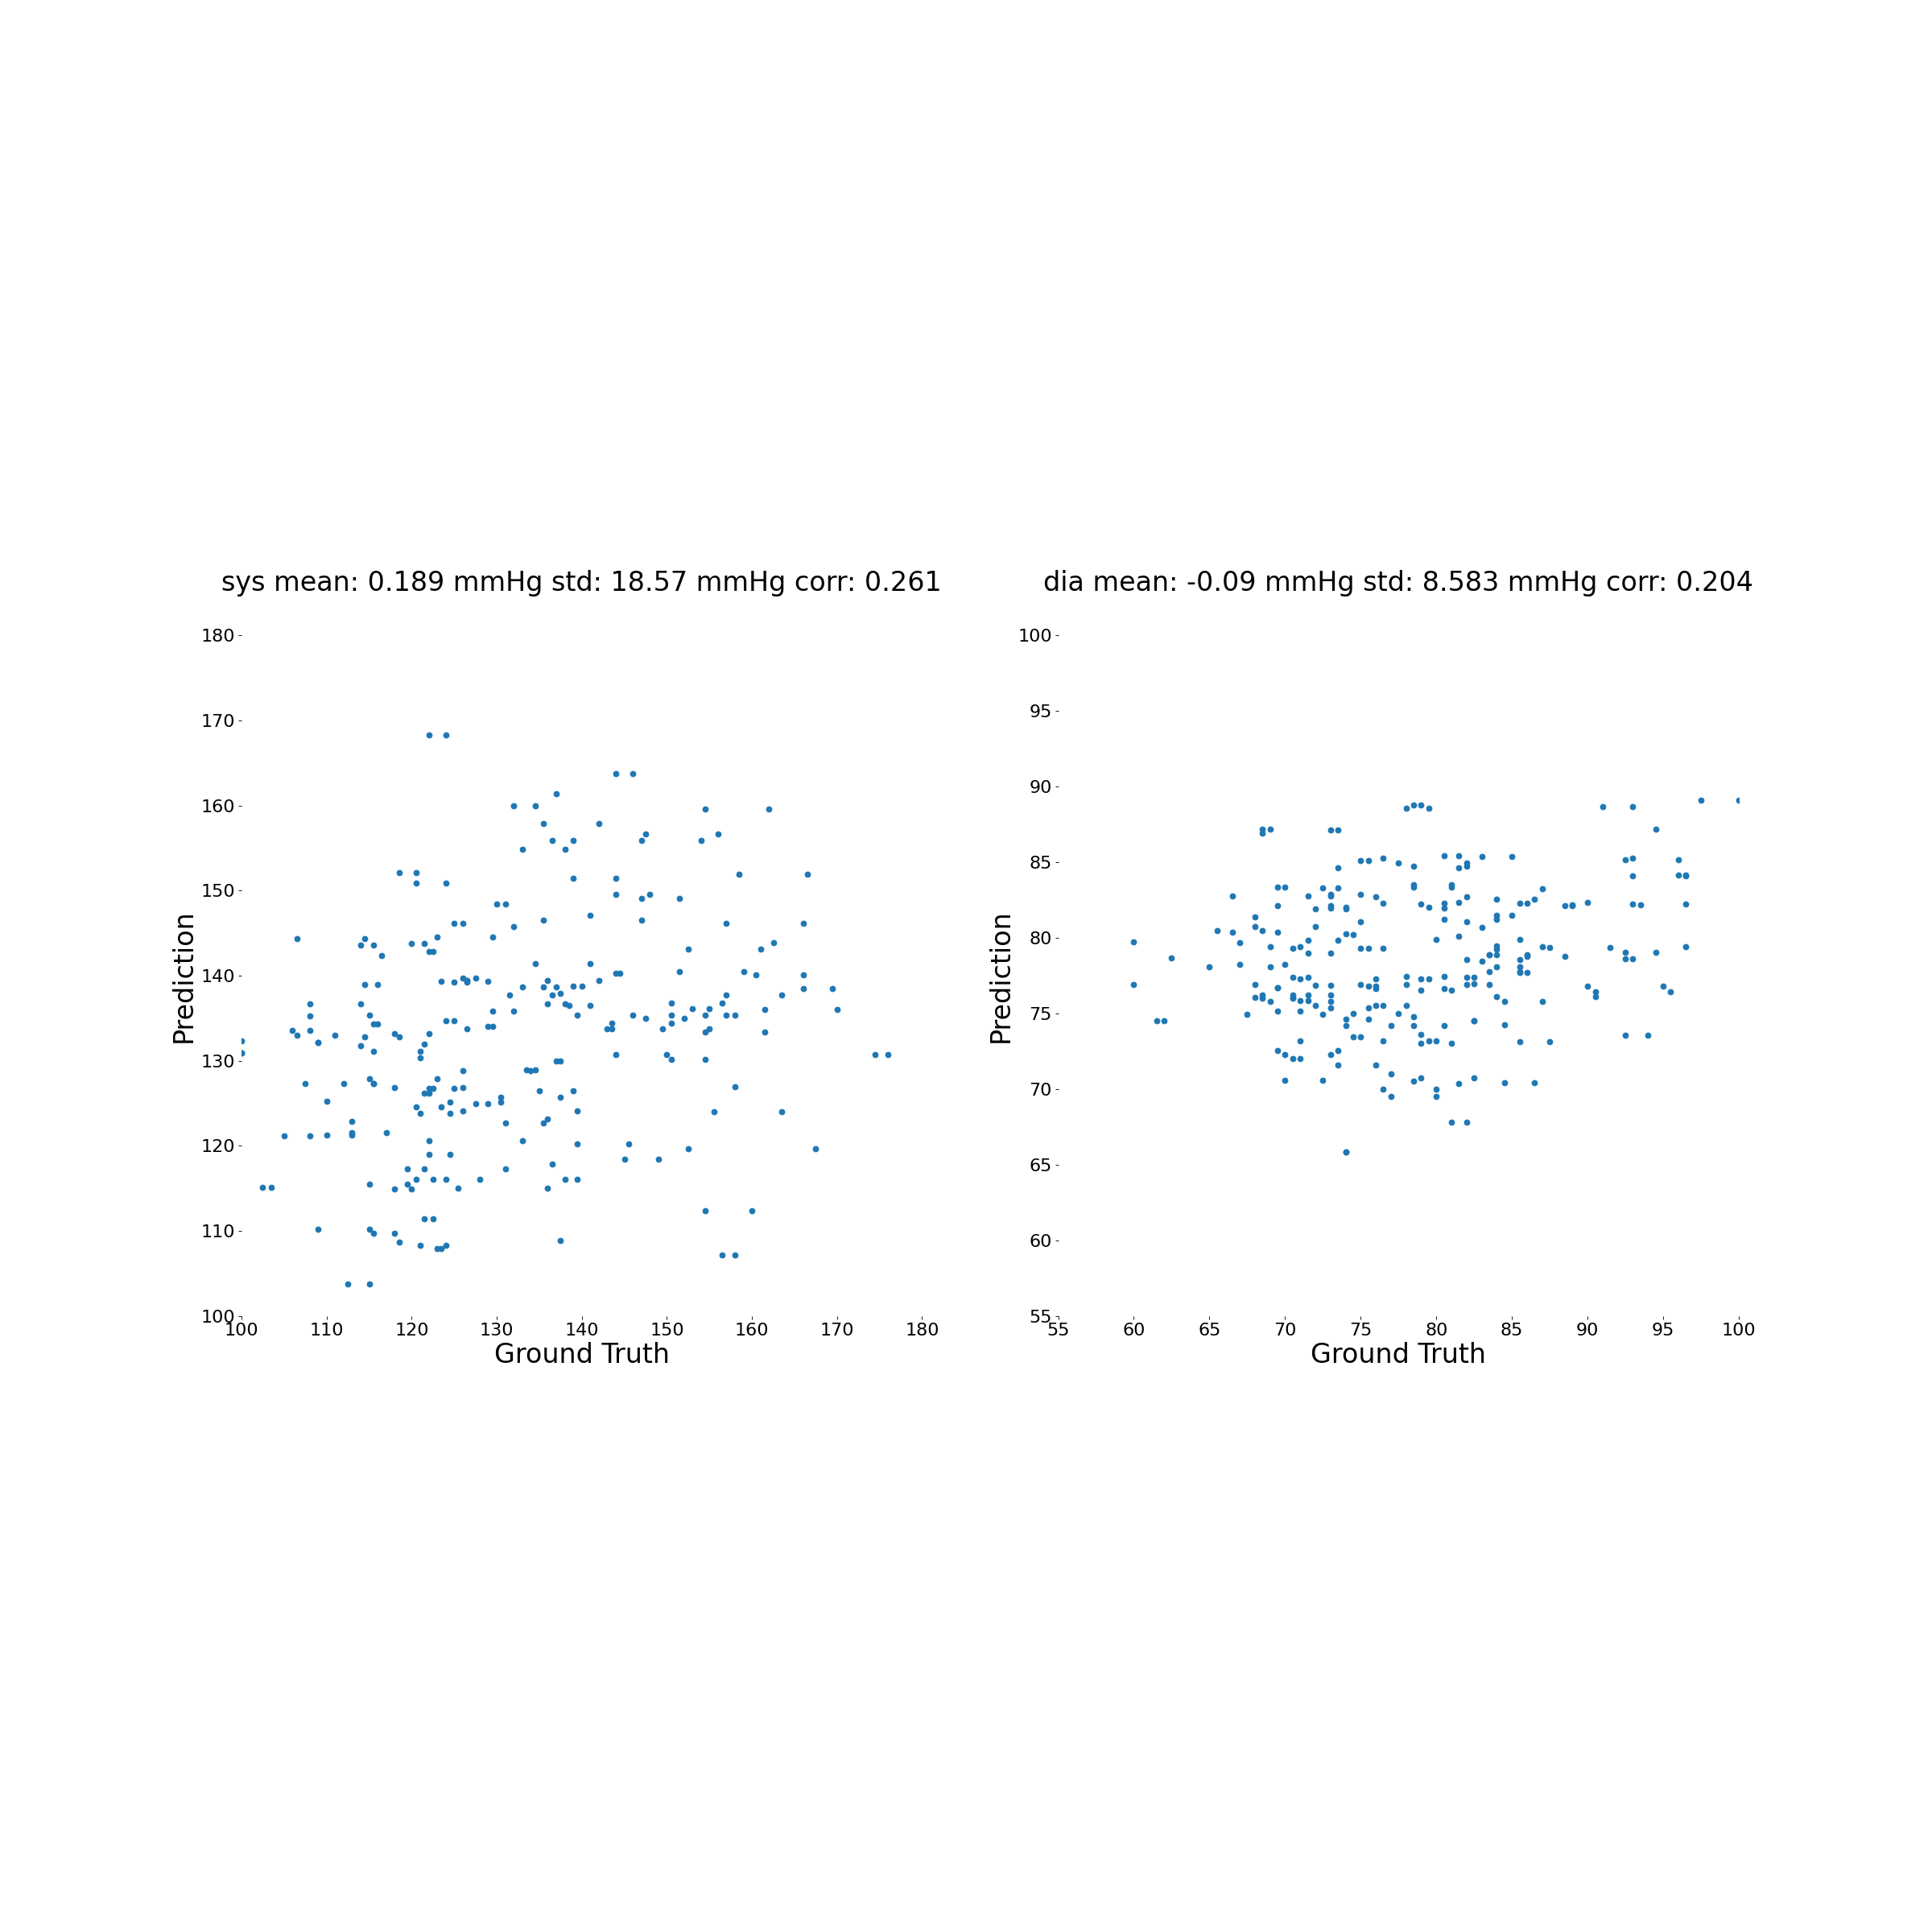 sys mean: 0.189 mmHg std: 18.57 mmHg corr: 0.261
180
170
160
150
140
130
120
110
100
Prediction
100 110 120 130 140 150 160 170 180
Ground Truth
dia mean: -0.09 mmHg std: 8.583 mmHg corr: 0.204
100
95
90
85
80
75
70
65
60
55
Prediction
55 60 65 70 75 80 85 90 95 100
Ground Truth